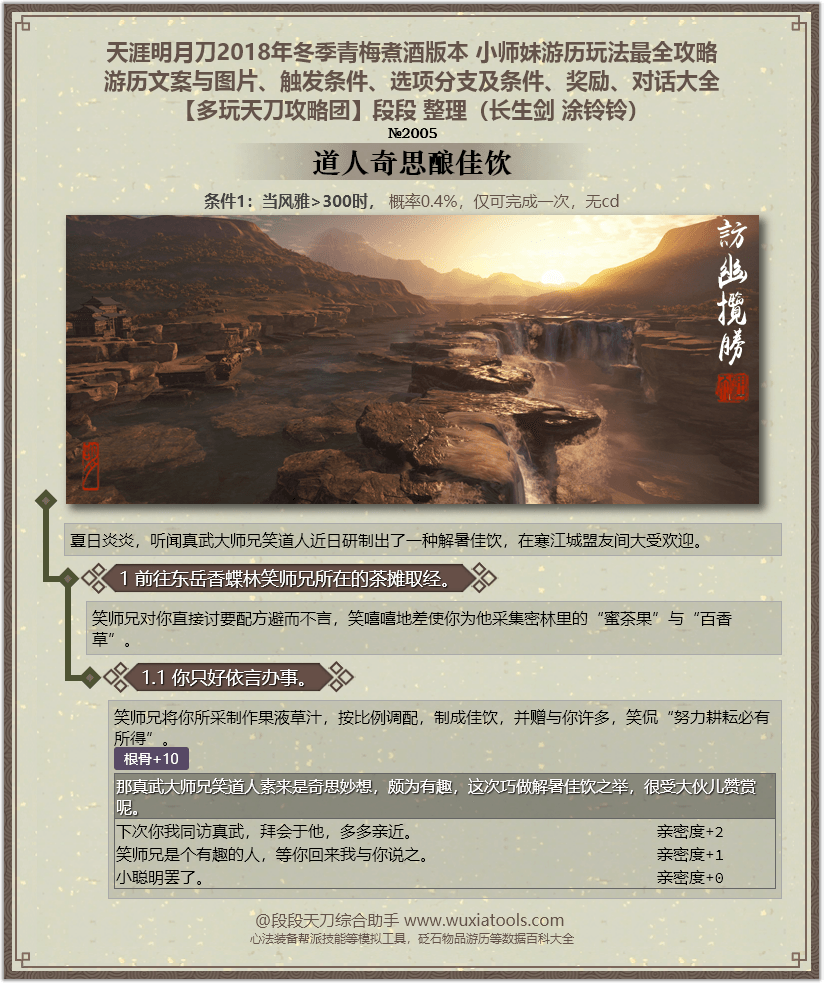 天涯明月刀2018年冬季青梅煮酒版本 小师妹游历玩法最全攻略
游历文案与图片、触发条件、选项分支及条件、奖励、对话大全
【多玩天刀攻略团】段段 整理（长生剑 涂铃铃）
№2005
道人奇思酿佳饮
条件1：当风雅>300时， 概率0.4%，仅可完成一次，无cd
訪幽攬勝
夏日炎炎，听闻真武大师兄笑道人近日研制出了一种解暑佳饮，在寒江城盟友间大受欢迎。
1 前往东岳香蝶林笑师兄所在的茶摊取经。
笑师兄对你直接讨要配方避而不言，笑嘻嘻地差使你为他采集密林里的“蜜茶果”与“百香
草”。
1.1 你只好依言办事。
笑师兄将你所采制作果液草汁，按比例调配，制成佳饮，并赠与你许多，笑侃“努力耕耘必有
所得”。
根骨+10
那真武大师兄笑道人素来是奇思妙想，颇为有趣，这次巧做解暑佳饮之举，很受大伙儿赞赏
呢。
下次你我同访真武，拜会于他，多多亲近。 亲密度+2
笑师兄是个有趣的人，等你回来我与你说之。 亲密度+1
小聪明罢了。 亲密度+0
@段段天刀综合助手 www.wuxiatools.com
心法装备帮派技能等模拟工具，砭石物品游历等数据百科大全